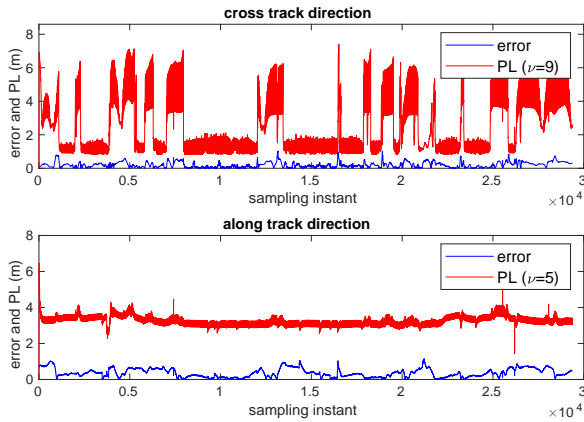 cross track direction
error and PL (m)
8
6
4
2
0
error
PL (ν=9)
0 0.5 1 1.5 2 2.5 3
sampling instant
×10⁴
along track direction
error and PL (m)
8
6
4
2
0
error
PL (ν=5)
0 0.5 1 1.5 2 2.5 3
sampling instant
×10⁴